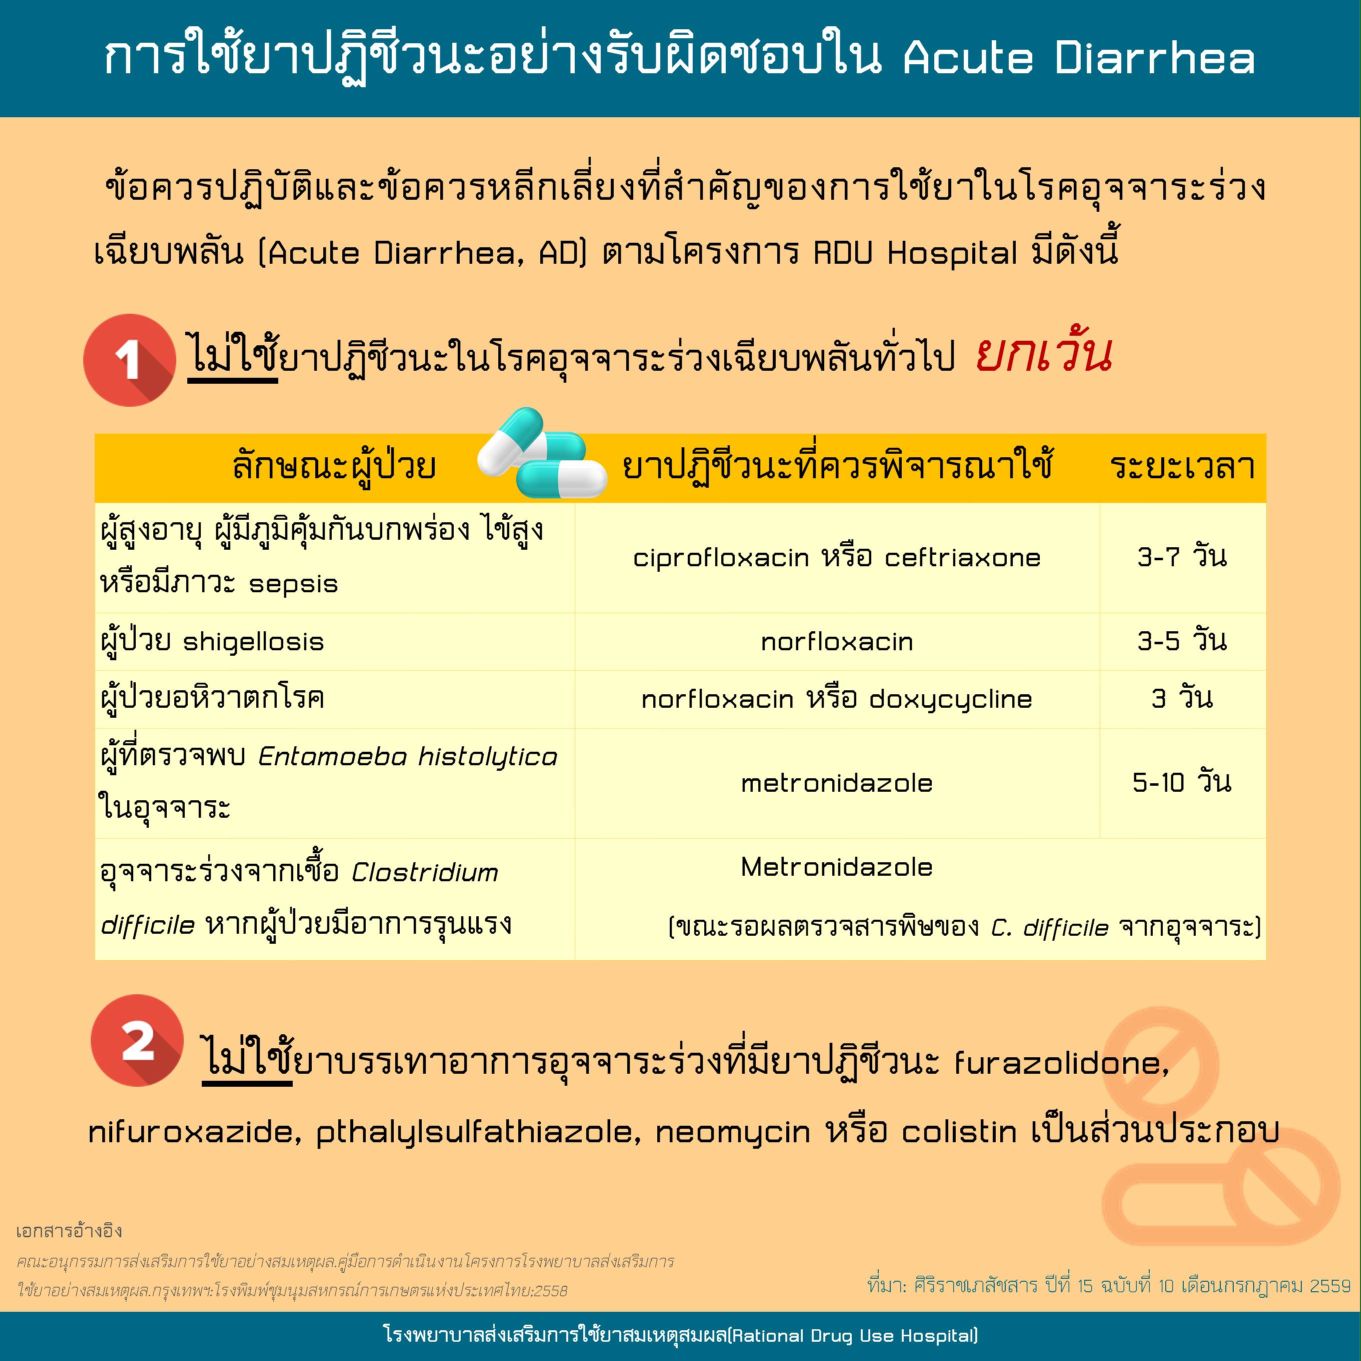 การใช้ยาปฏิชีวนะอย่างรับผิดชอบใน Acute Diarrhea
ข้อควรปฏิบัติและข้อควรหลีกเลี่ยงที่สำคัญของการใช้ยาในโรคอุจจาระร่วง
เฉียบพลัน (Acute Diarrhea, AD) ตามโครงการ RDU Hospital มีดังนี้
1 ไม่ใช้ยาปฏิชีวนะในโรคอุจจาระร่วงเฉียบพลันทั่วไป ยกเว้น
ลักษณะผู้ป่วย ยาปฏิชีวนะที่ควรพิจารณาใช้ ระยะเวลา
ผู้สูงอายุ ผู้มีภูมิคุ้มกันบกพร่อง ไข้สูง
หรือมีภาวะ sepsis
ciprofloxacin หรือ ceftriaxone 3-7 วัน
ผู้ป่วย shigellosis norfloxacin 3-5 วัน
ผู้ป่วยอหิวาตกโรค norfloxacin หรือ doxycycline 3 วัน
ผู้ที่ตรวจพบ Entamoeba histolytica
ในอุจจาระ
metronidazole 5-10 วัน
อุจจาระร่วงจากเชื้อ Clostridium
difficile หากผู้ป่วยมีอาการรุนแรง
Metronidazole
(ขณะรอผลตรวจสารพิษของ C. difficile จากอุจจาระ)
2 ไม่ใช้ยาบรรเทาอาการอุจจาระร่วงที่มียาปฏิชีวนะ furazolidone,
nifuroxazide, pthalylsulfathiazole, neomycin หรือ colistin เป็นส่วนประกอบ
เอกสารอ้างอิง
คณะอนุกรรมการส่งเสริมการใช้ยาอย่างสมเหตุผล.คู่มือการดำเนินงานโครงการโรงพยาบาลส่งเสริมการ
ใช้ยาอย่างสมเหตุผล.กรุงเทพฯ:โรงพิมพ์ชุมนุมสหกรณ์การเกษตรแห่งประเทศไทย;2558
ที่มา: ศิริราชเภสัชสาร ปีที่ 15 ฉบับที่ 10 เดือนกรกฎาคม 2559
โรงพยาบาลส่งเสริมการใช้ยาสมเหตุสมผล(Rational Drug Use Hospital)